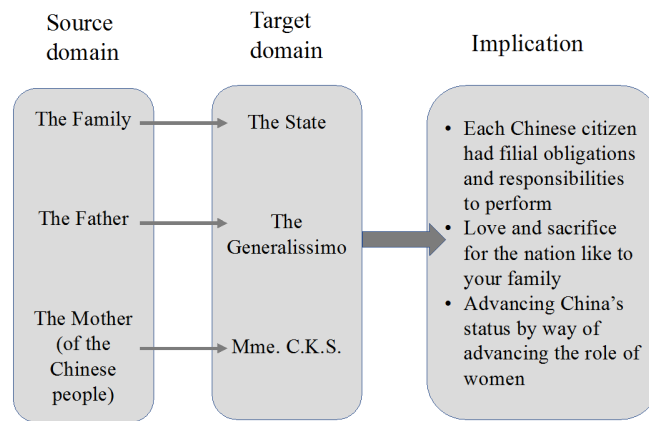 Source
domain
Target
domain
Implication
The Family
The State
The Father
The
Generalissimo
The Mother
(of the
Chinese
people)
Mme. C.K.S.
• Each Chinese citizen
had filial obligations
and responsibilities
to perform
• Love and sacrifice
for the nation like to
your family
• Advancing China’s
status by way of
advancing the role of
women